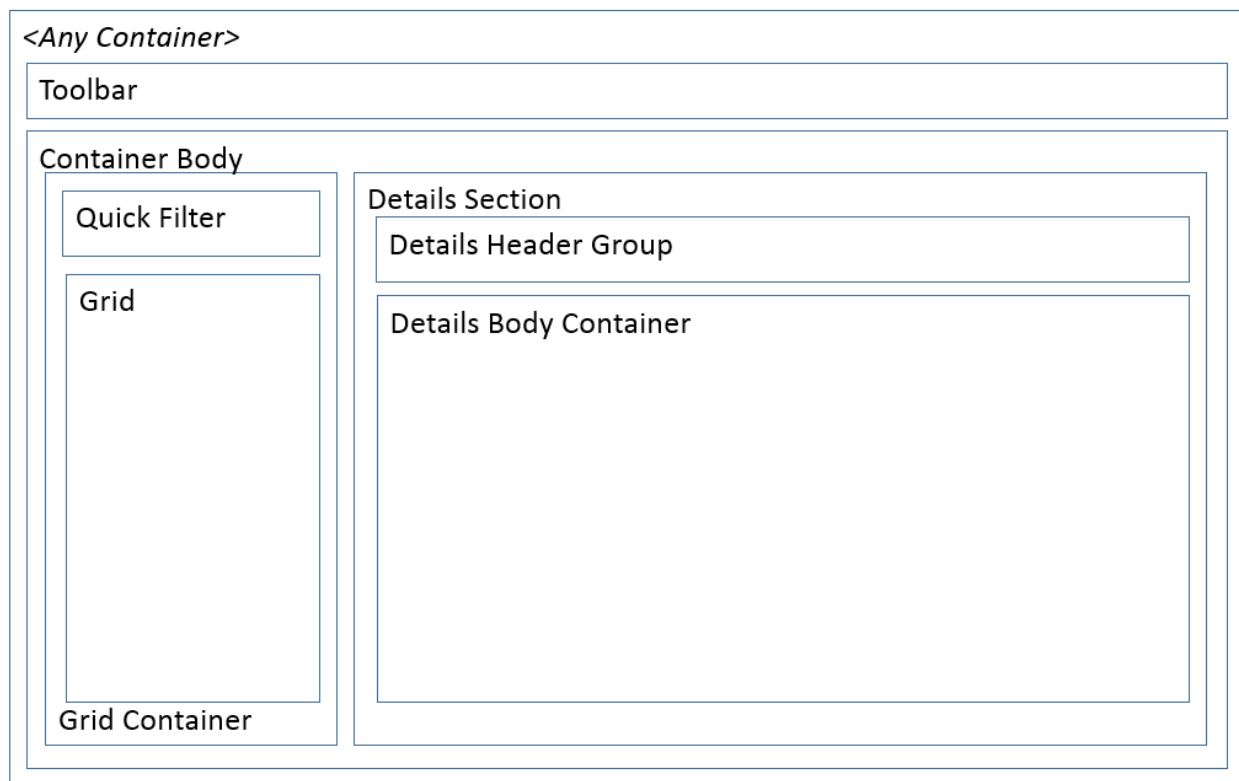 <Any Container>
Toolbar
Container Body
Quick Filter
Grid
Grid Container
Details Section
Details Header Group
Details Body Container